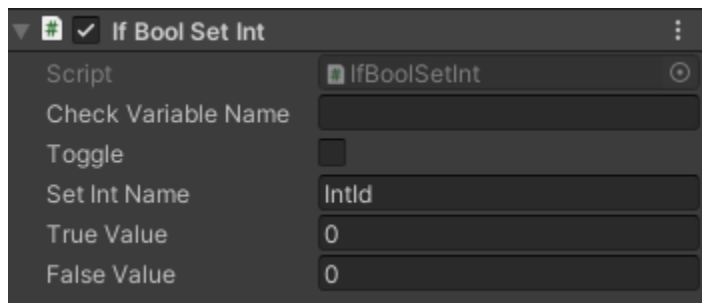 # If Bool Set Int
Script # IfBoolSetInt
Check Variable Name
Toggle
Set Int Name IntId
True Value 0
False Value 0